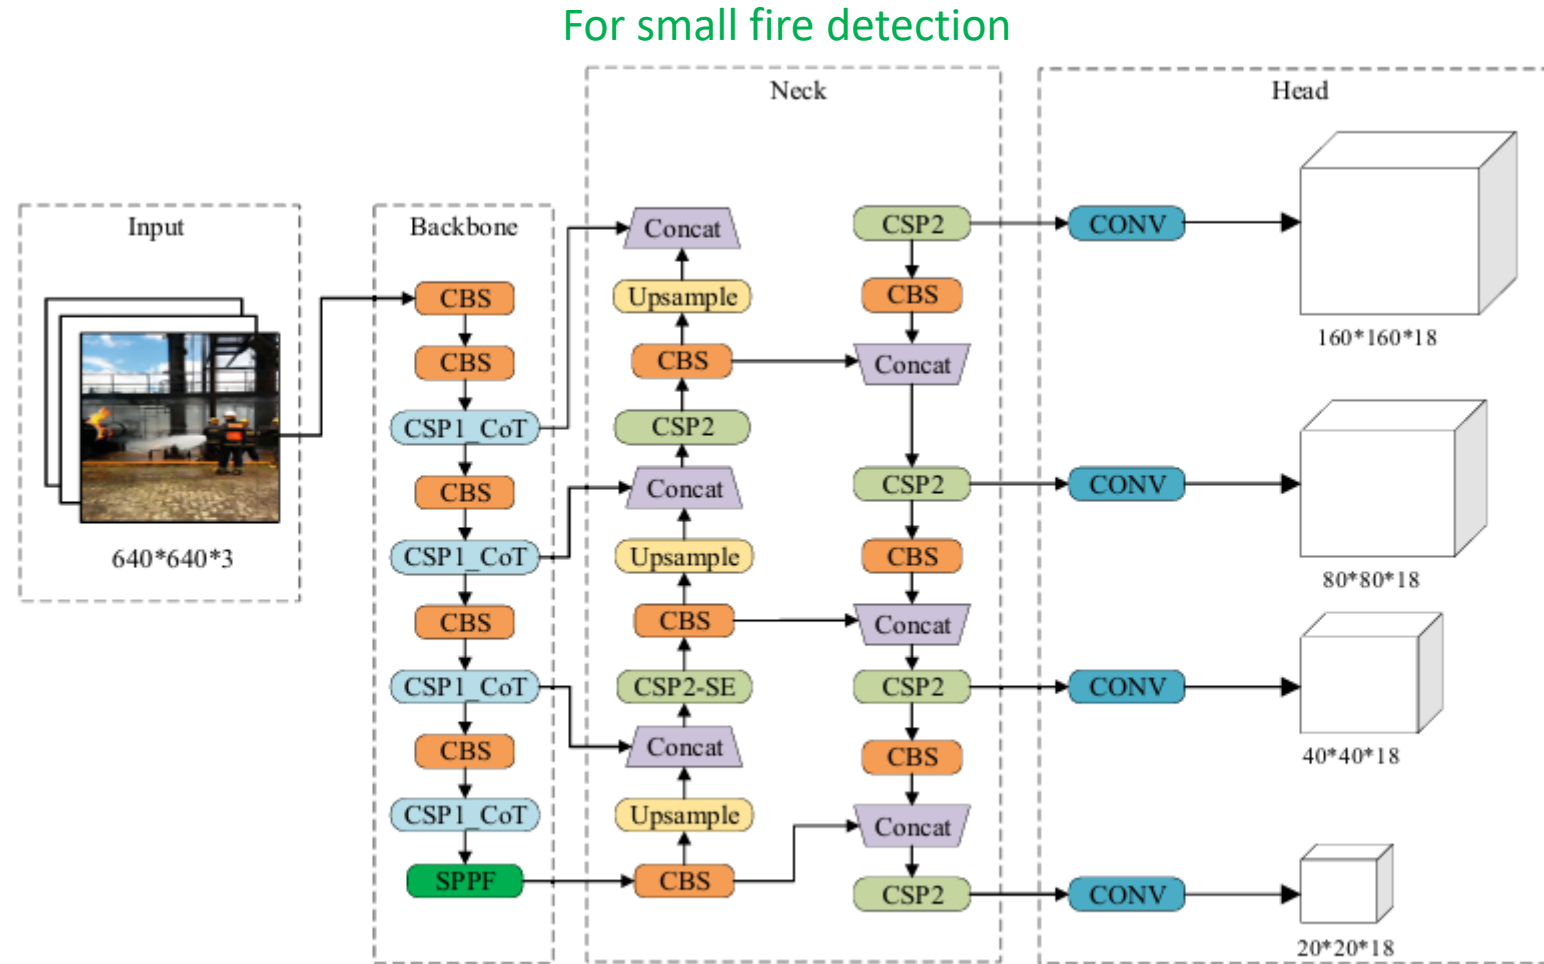 For small fire detection
Input
640*640*3
Backbone
CBS
CBS
CSP1_CoT
CBS
CSP1_CoT
CBS
CSP1_CoT
CBS
CSP1_CoT
SPPF
Neck
Concat
Upsample
CBS
CSP2
Concat
Upsample
CBS
CSP2-SE
Concat
Upsample
CBS
CSP2
CBS
Concat
CSP2
CBS
Concat
CSP2
CBS
Concat
CSP2
Head
CONV
160*160*18
CONV
80*80*18
CONV
40*40*18
CONV
20*20*18